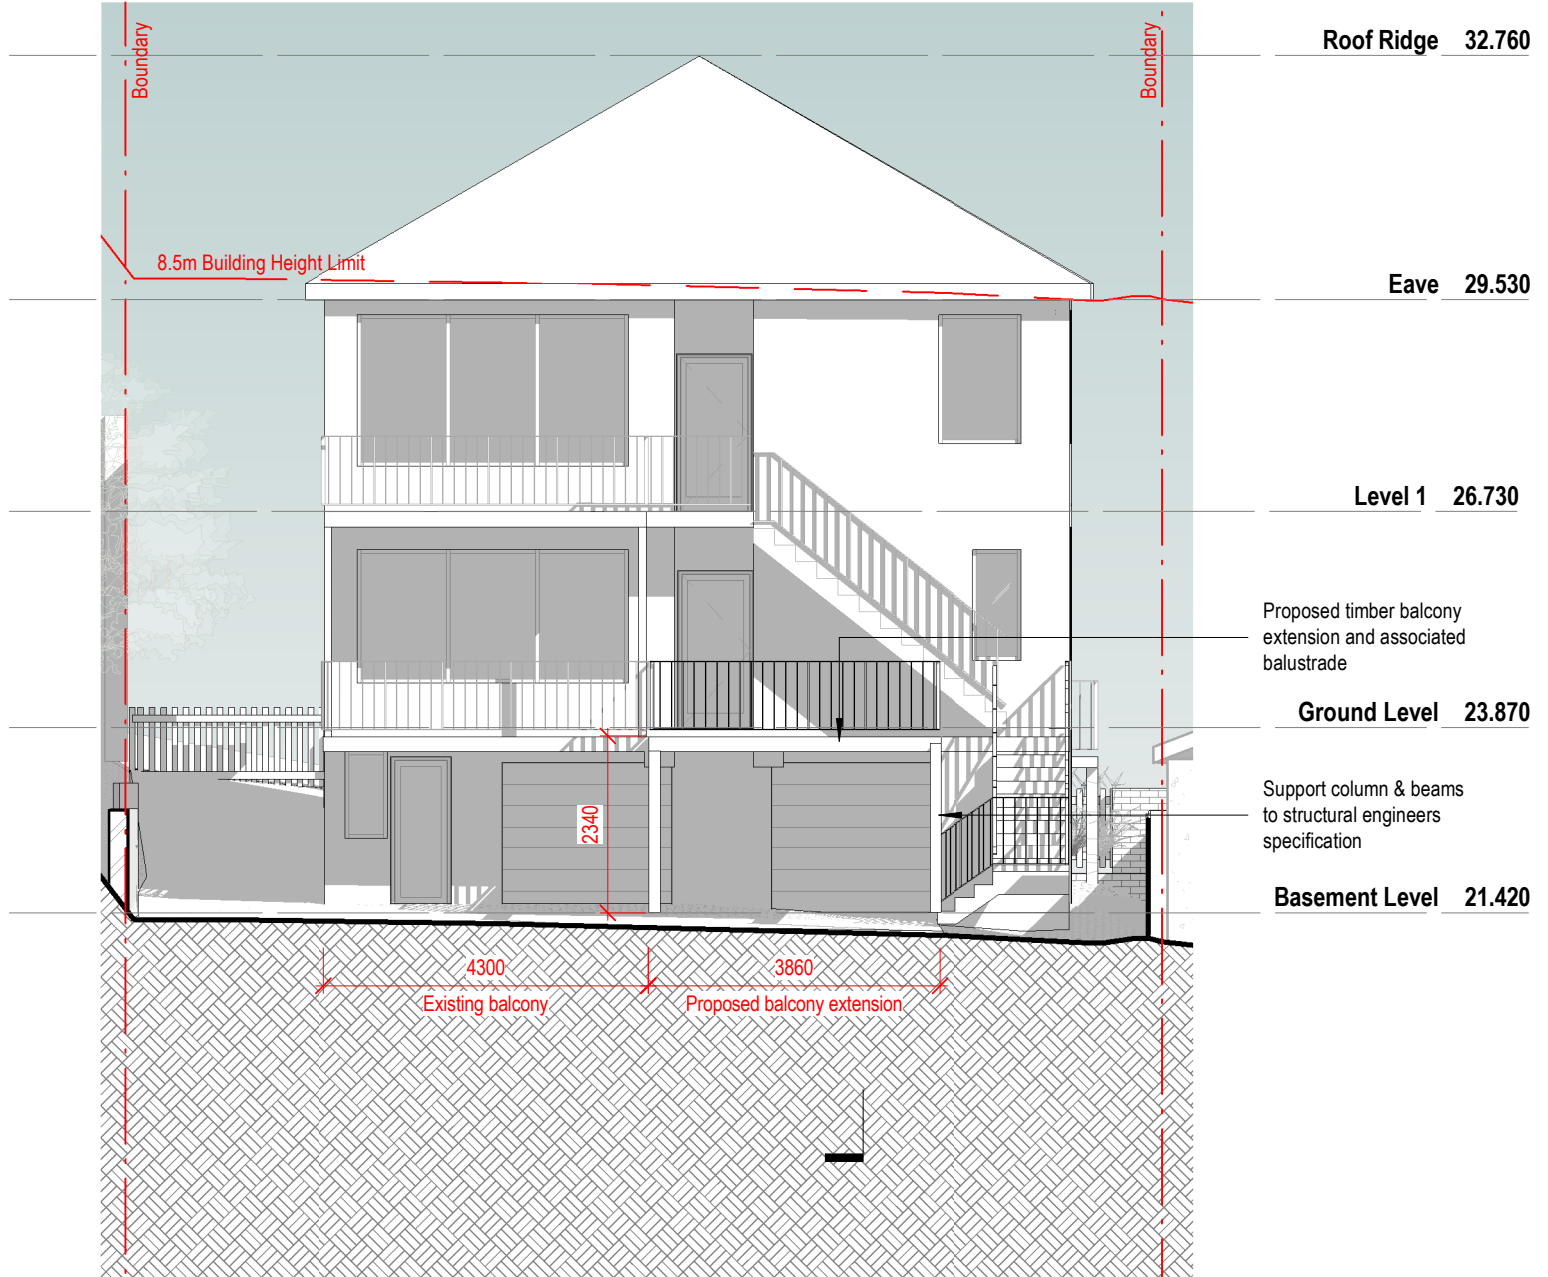 Boundary
Boundary
Roof Ridge 32.760
8.5m Building Height Limit
Eave 29.530
Level 1 26.730
Proposed timber balcony
extension and associated
balustrade
Ground Level 23.870
Support column & beams
to structural engineers
specification
2340
Basement Level 21.420
4300
3860
Existing balcony
Proposed balcony extension